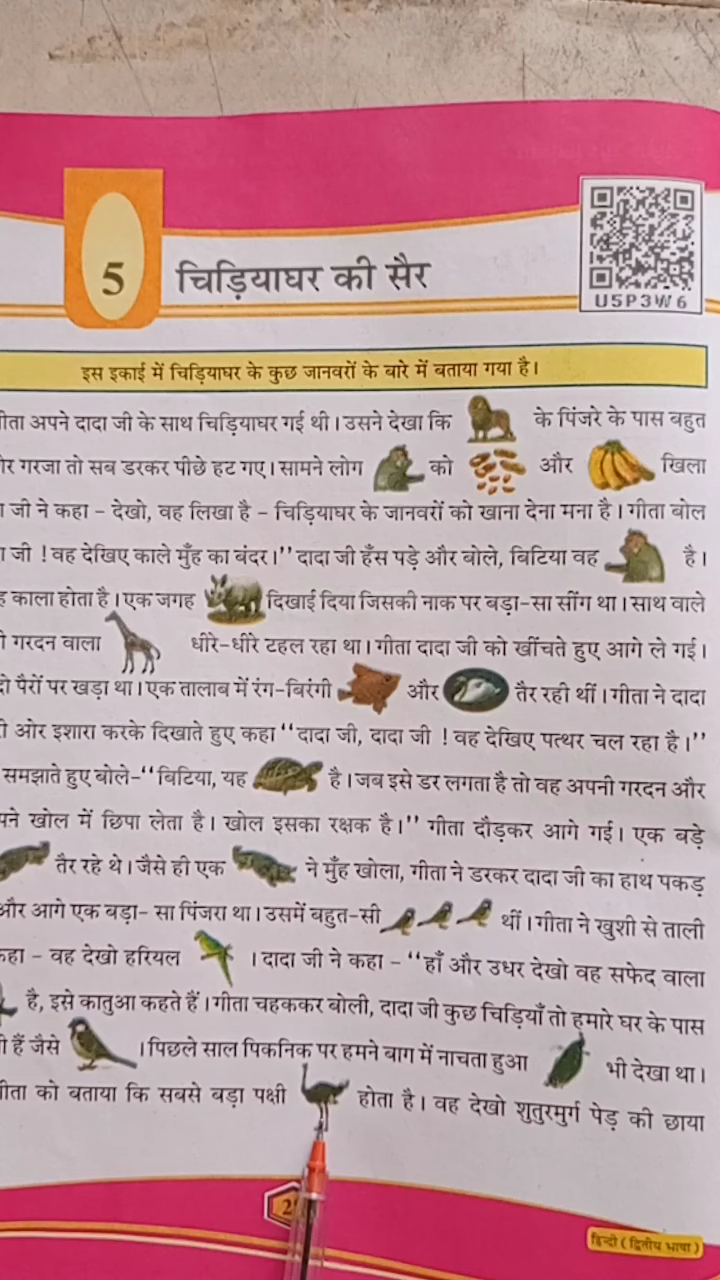 5
चिड़ियाघर की सैर
U5P3W6
इस इकाई में चिड़ियाघर के कुछ जानवरों के बारे में बताया गया है।
अपने दादा जी के साथ चिड़ियाघर गई थी। उसने देखा कि के पिंजरे के पास बहुत
गरजा तो सब डरकर पीछे हट गए। सामने लोग को और खिला
जी ने कहा – देखो, वह लिखा है – चिड़ियाघर के जानवरों को खाना देना मना है। गीता बोल
जी ! वह देखिए काले मुँह का बंदर।’’ दादा जी हँस पड़े और बोले, बिटिया वह है।
काला होता है। एक जगह दिखाई दिया जिसकी नाक पर बड़ा-सा सींग था। साथ वाले
गरदन वाला धीरे-धीरे टहल रहा था। गीता दादा जी को खींचते हुए आगे ले गई।
पैरों पर खड़ा था। एक तालाब में रंग-बिरंगी और तैर रही थीं। गीता ने दादा
ओर इशारा करके दिखाते हुए कहा ‘‘दादा जी, दादा जी ! वह देखिए पत्थर चल रहा है।’’
समझाते हुए बोले-‘‘बिटिया, यह है। जब इसे डर लगता है तो वह अपनी गरदन और
खोल में छिपा लेता है। खोल इसका रक्षक है।’’ गीता दौड़कर आगे गई। एक बड़े
तैर रहे थे। जैसे ही एक ने मुँह खोला, गीता ने डरकर दादा जी का हाथ पकड़
और आगे एक बड़ा- सा पिंजरा था। उसमें बहुत-सी थीं। गीता ने खुशी से ताली
कहा – वह देखो हरियल । दादा जी ने कहा – ‘‘हाँ और उधर देखो वह सफेद वाला
है, इसे कातुआ कहते हैं। गीता चहककर बोली, दादा जी कुछ चिड़ियाँ तो हमारे घर के पास
हैं जैसे । पिछले साल पिकनिक पर हमने बाग में नाचता हुआ भी देखा था।
को बताया कि सबसे बड़ा पक्षी होता है। वह देखो शुतुरमुर्ग पेड़ की छाया
हिन्दी ( द्वितीय भाषा )